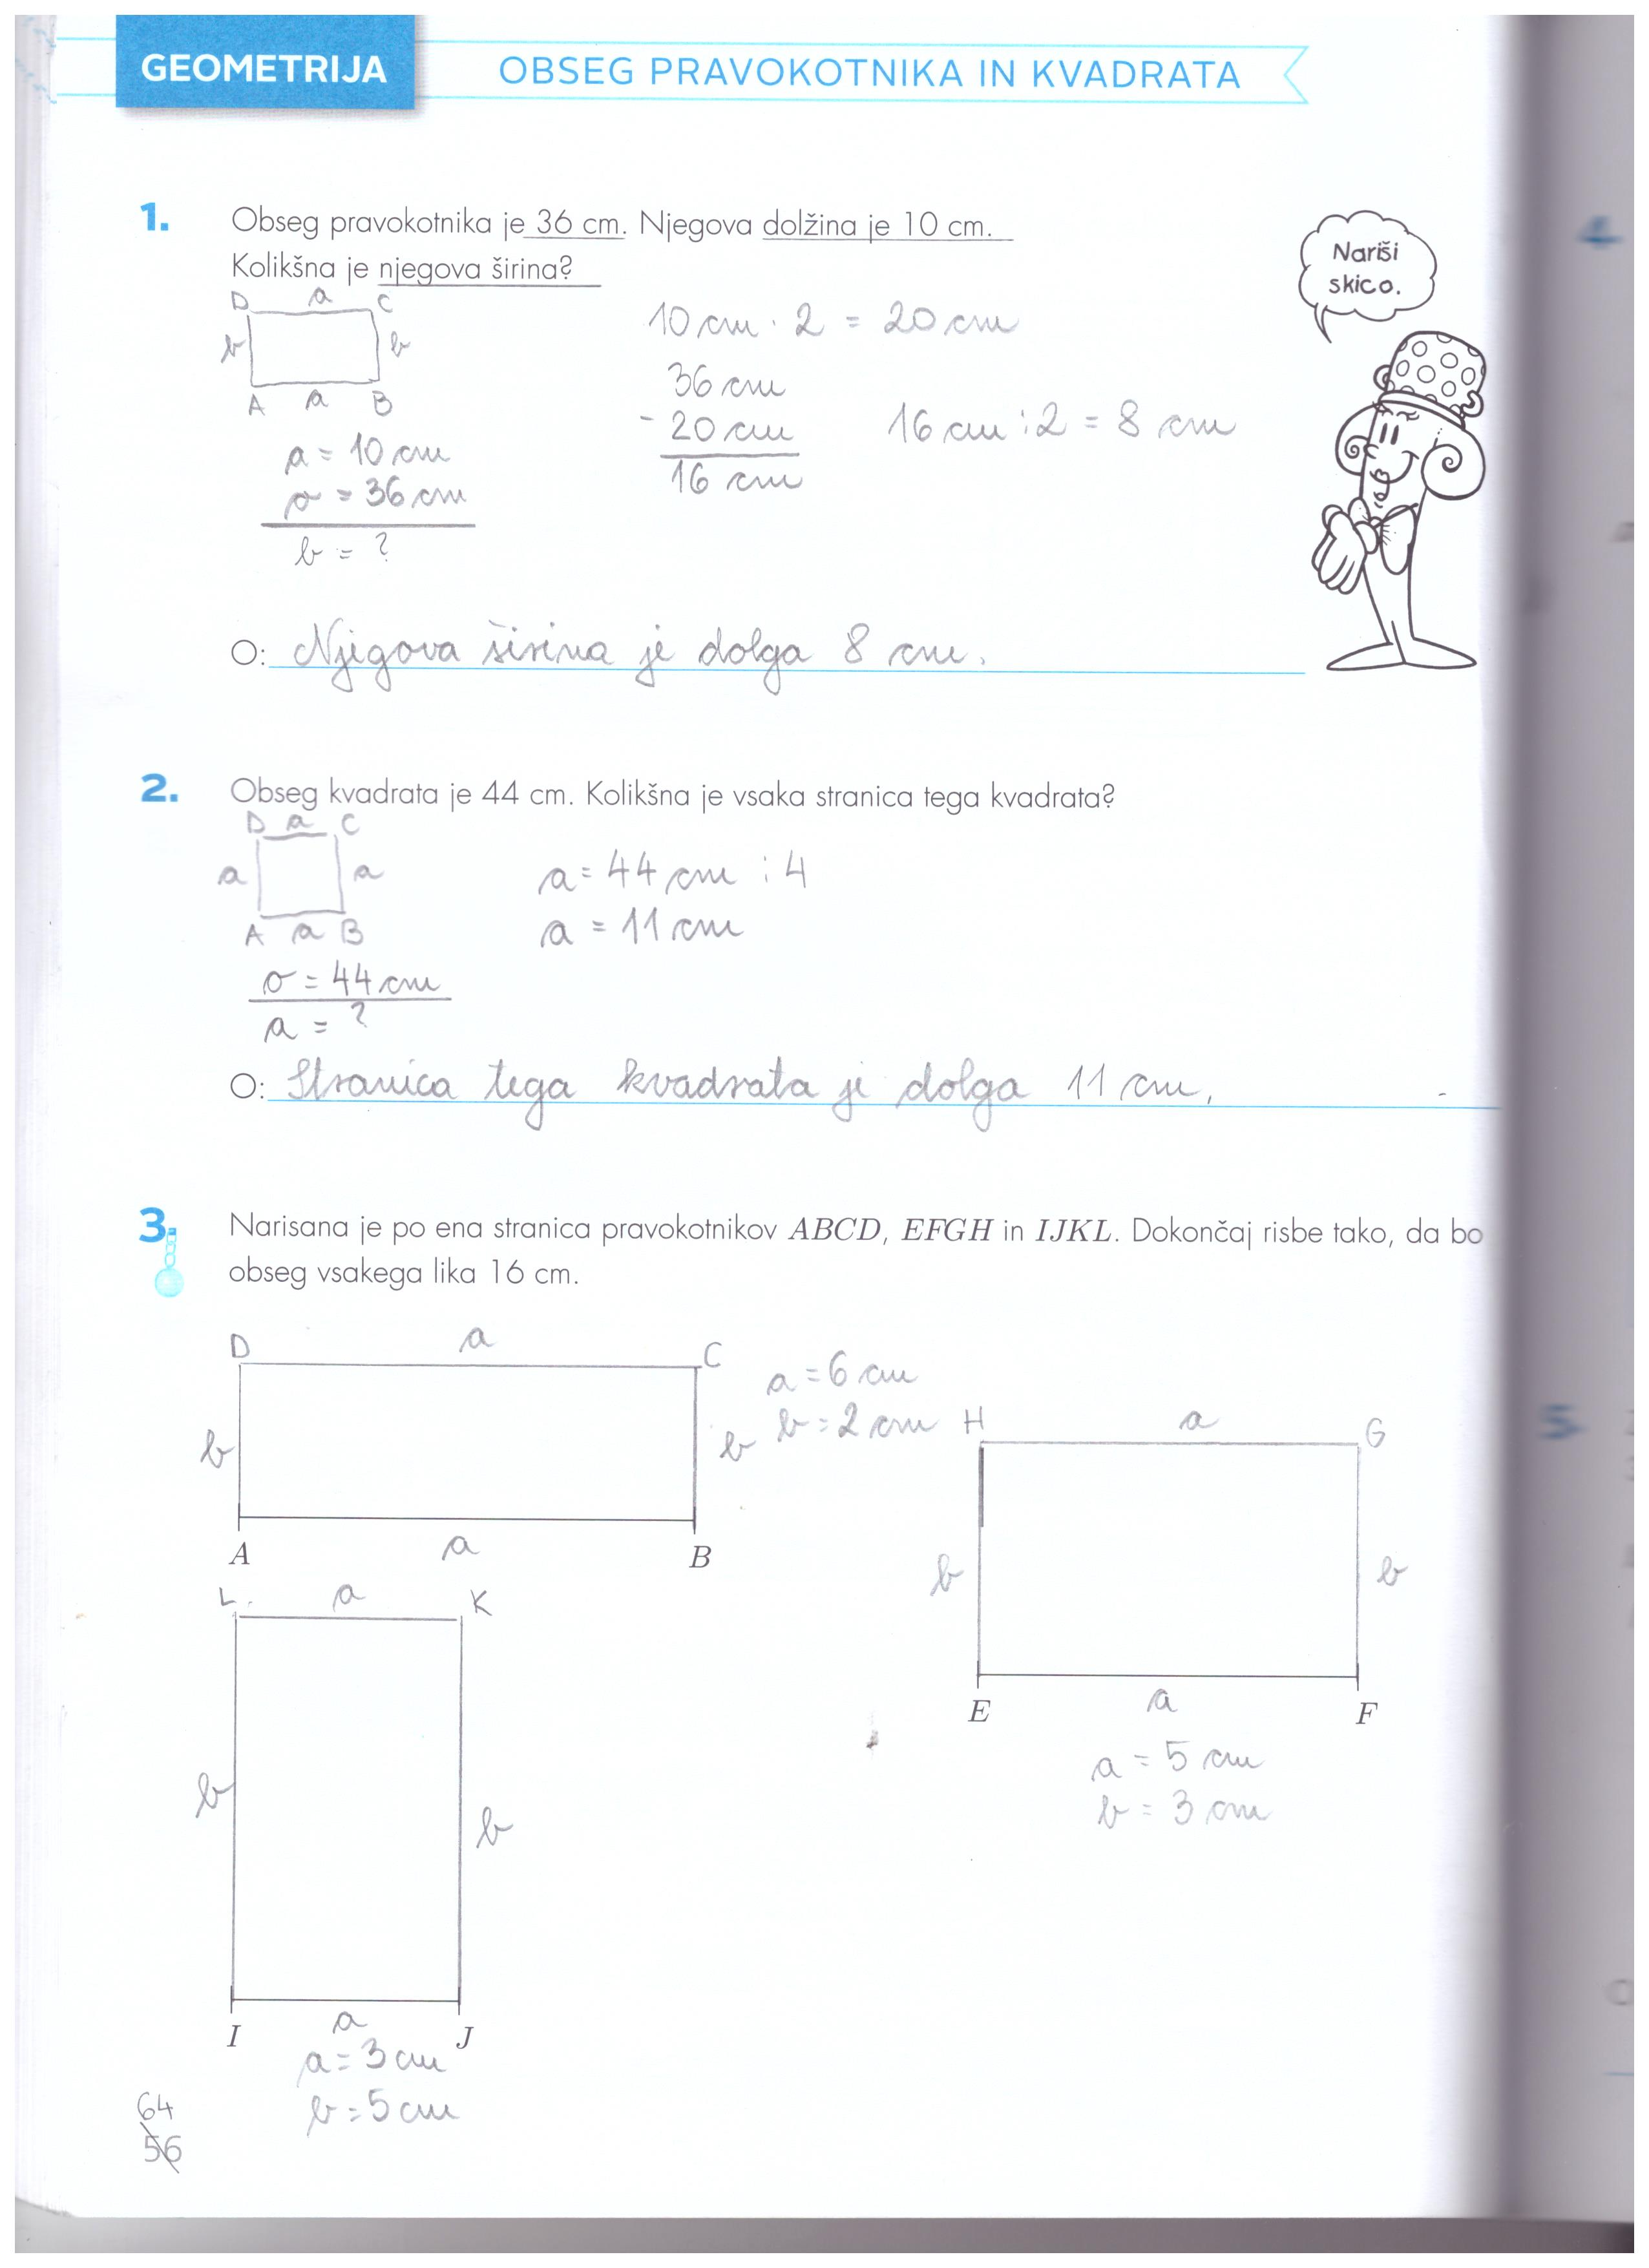 GEOMETRIJA
OBSEG PRAVOKOTNIKA IN KVADRATA
1. Obseg pravokotnika je 36 cm. Njegova dolžina je 10 cm.
Kolikšna je njegova širina?
Nariši
skico.
D a C
b b
A a B
a = 10 cm
o = 36 cm
b = ?
10 cm · 2 = 20 cm
36 cm
- 20 cm
16 cm
16 cm : 2 = 8 cm
O: Njegova širina je dolga 8 cm.
2. Obseg kvadrata je 44 cm. Kolikšna je vsaka stranica tega kvadrata?
D a C
a a
A a B
o = 44 cm
a = ?
a = 44 cm : 4
a = 11 cm
O: Stranica tega kvadrata je dolga 11 cm.
3. Narisana je po ena stranica pravokotnikov ABCD, EFGH in IJKL. Dokončaj risbe tako, da bo
obseg vsakega lika 16 cm.
D a C
b b
A a B
a = 6 cm
b = 2 cm
H a G
b b
E a F
a = 5 cm
b = 3 cm
L a K
b b
I a J
a = 3 cm
b = 5 cm
64
56
4
5